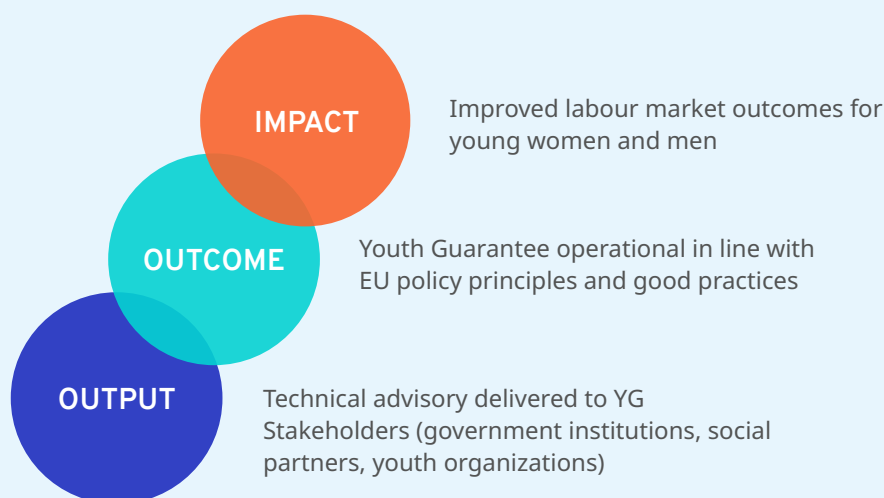 IMPACT
Improved labour market outcomes for
young women and men
OUTCOME
Youth Guarantee operational in line with
EU policy principles and good practices
OUTPUT
Technical advisory delivered to YG
Stakeholders (government institutions, social
partners, youth organizations)